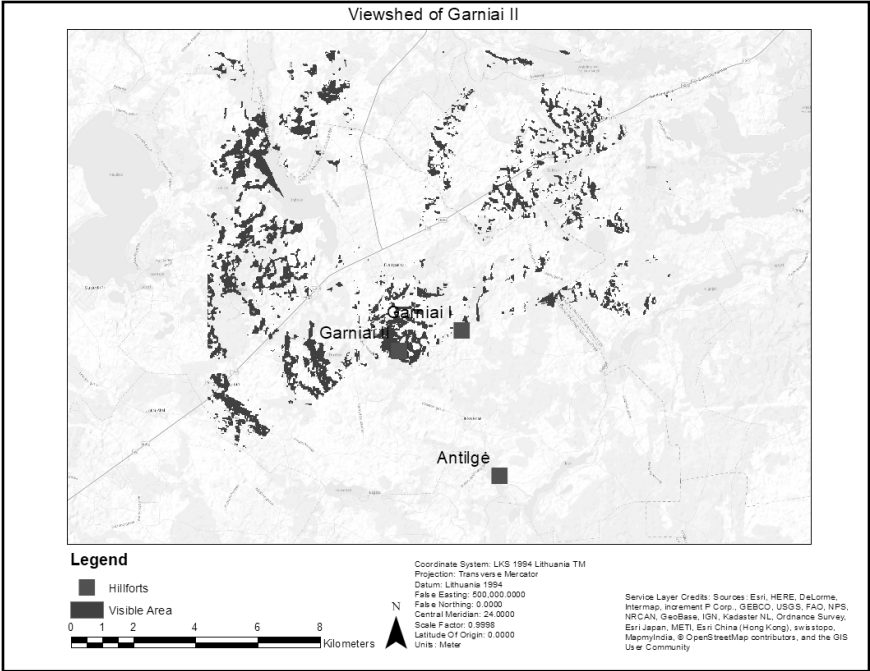 Viewshed of Garniai II
Garniai I
Garniai II
Antilgė
Legend
Hillforts
Visible Area
0 1 2 4 6 8
Kilometers
N
Coordinate System: LKS 1994 Lithuania TM
Projection: Transverse Mercator
Datum: Lithuania 1994
False Easting: 500,000.0000
False Northing: 0.0000
Central Meridian: 24.0000
Scale Factor: 0.9998
Latitude Of Origin: 0.0000
Units: Meter
Service Layer Credits: Sources: Esri, HERE, DeLorme,
Intermap, increment P Corp., GEBCO, USGS, FAO, NPS,
NRCAN, GeoBase, IGN, Kadaster NL, Ordnance Survey,
Esri Japan, METI, Esri China (Hong Kong), swisstopo,
MapmyIndia, © OpenStreetMap contributors, and the GIS
User Community